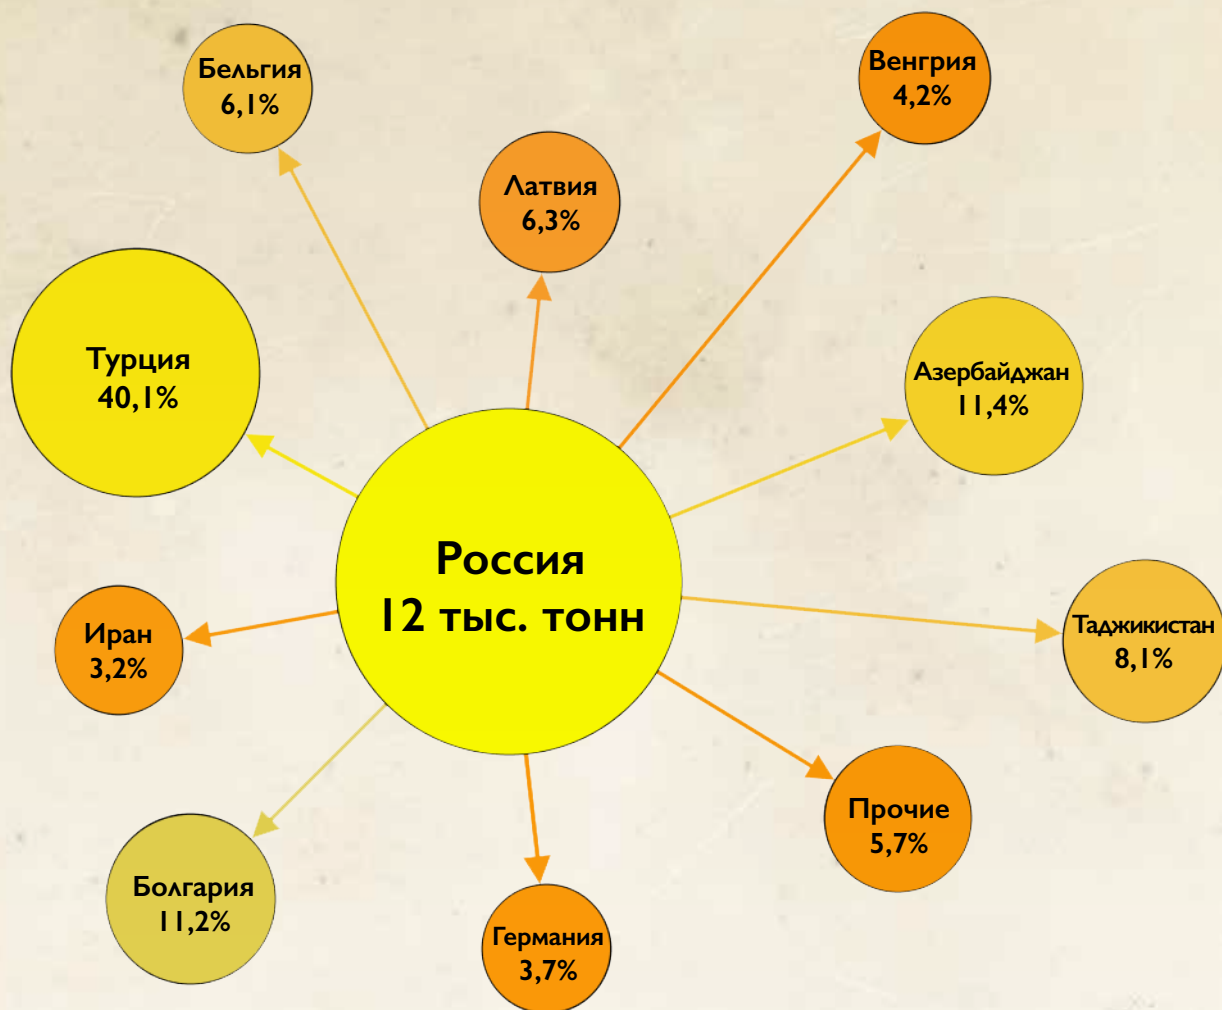 Бельгия
6,1%
Венгрия
4,2%
Латвия
6,3%
Турция
40,1%
Азербайджан
11,4%
Россия
12 тыс. тонн
Иран
3,2%
Таджикистан
8,1%
Прочие
5,7%
Болгария
11,2%
Германия
3,7%